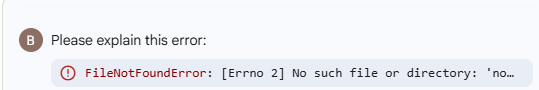 B Please explain this error:
FileNotFoundError: [Errno 2] No such file or directory: 'no…